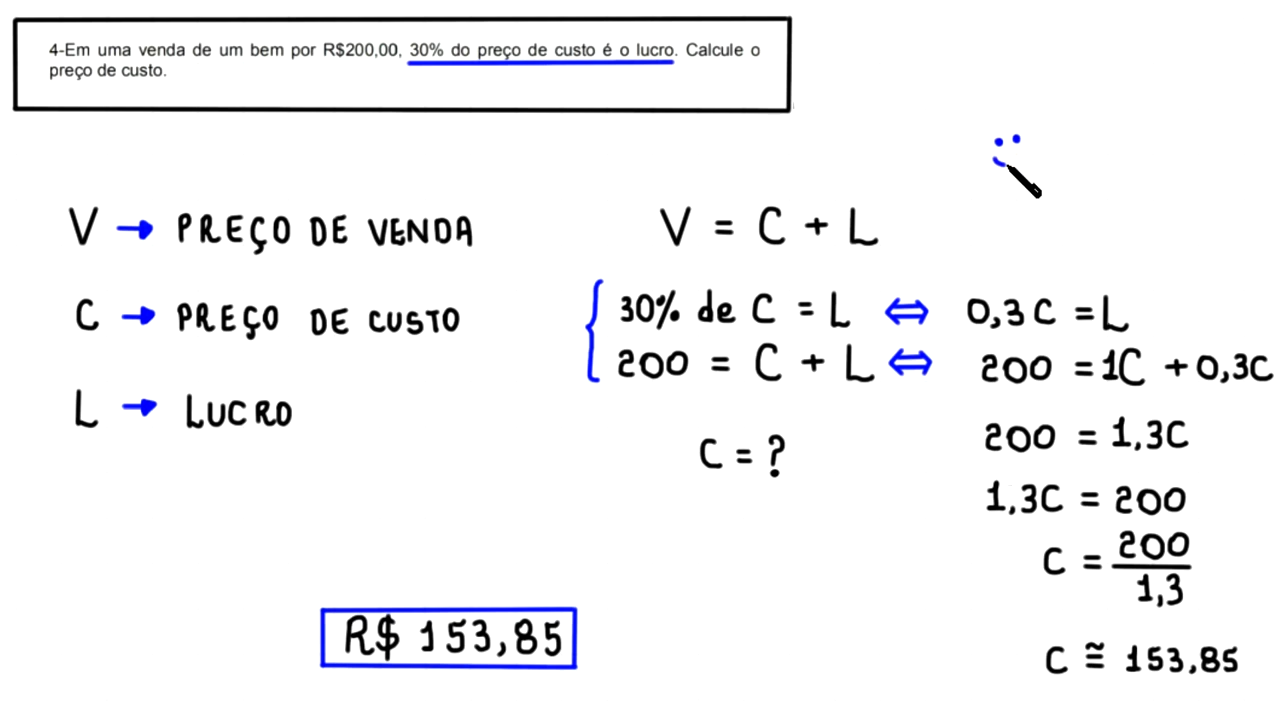 4-Em uma venda de um bem por R$200,00, 30% do preço de custo é o lucro. Calcule o
preço de custo.
V → PREÇO DE VENDA
C → PREÇO DE CUSTO
L → LUCRO
V = C + L
30% de C = L ⇔ 0,3C = L
200 = C + L ⇔ 200 = 1C + 0,3C
C = ?
200 = 1,3C
1,3C = 200
C = 200
1,3
C ≅ 153,85
R$ 153,85